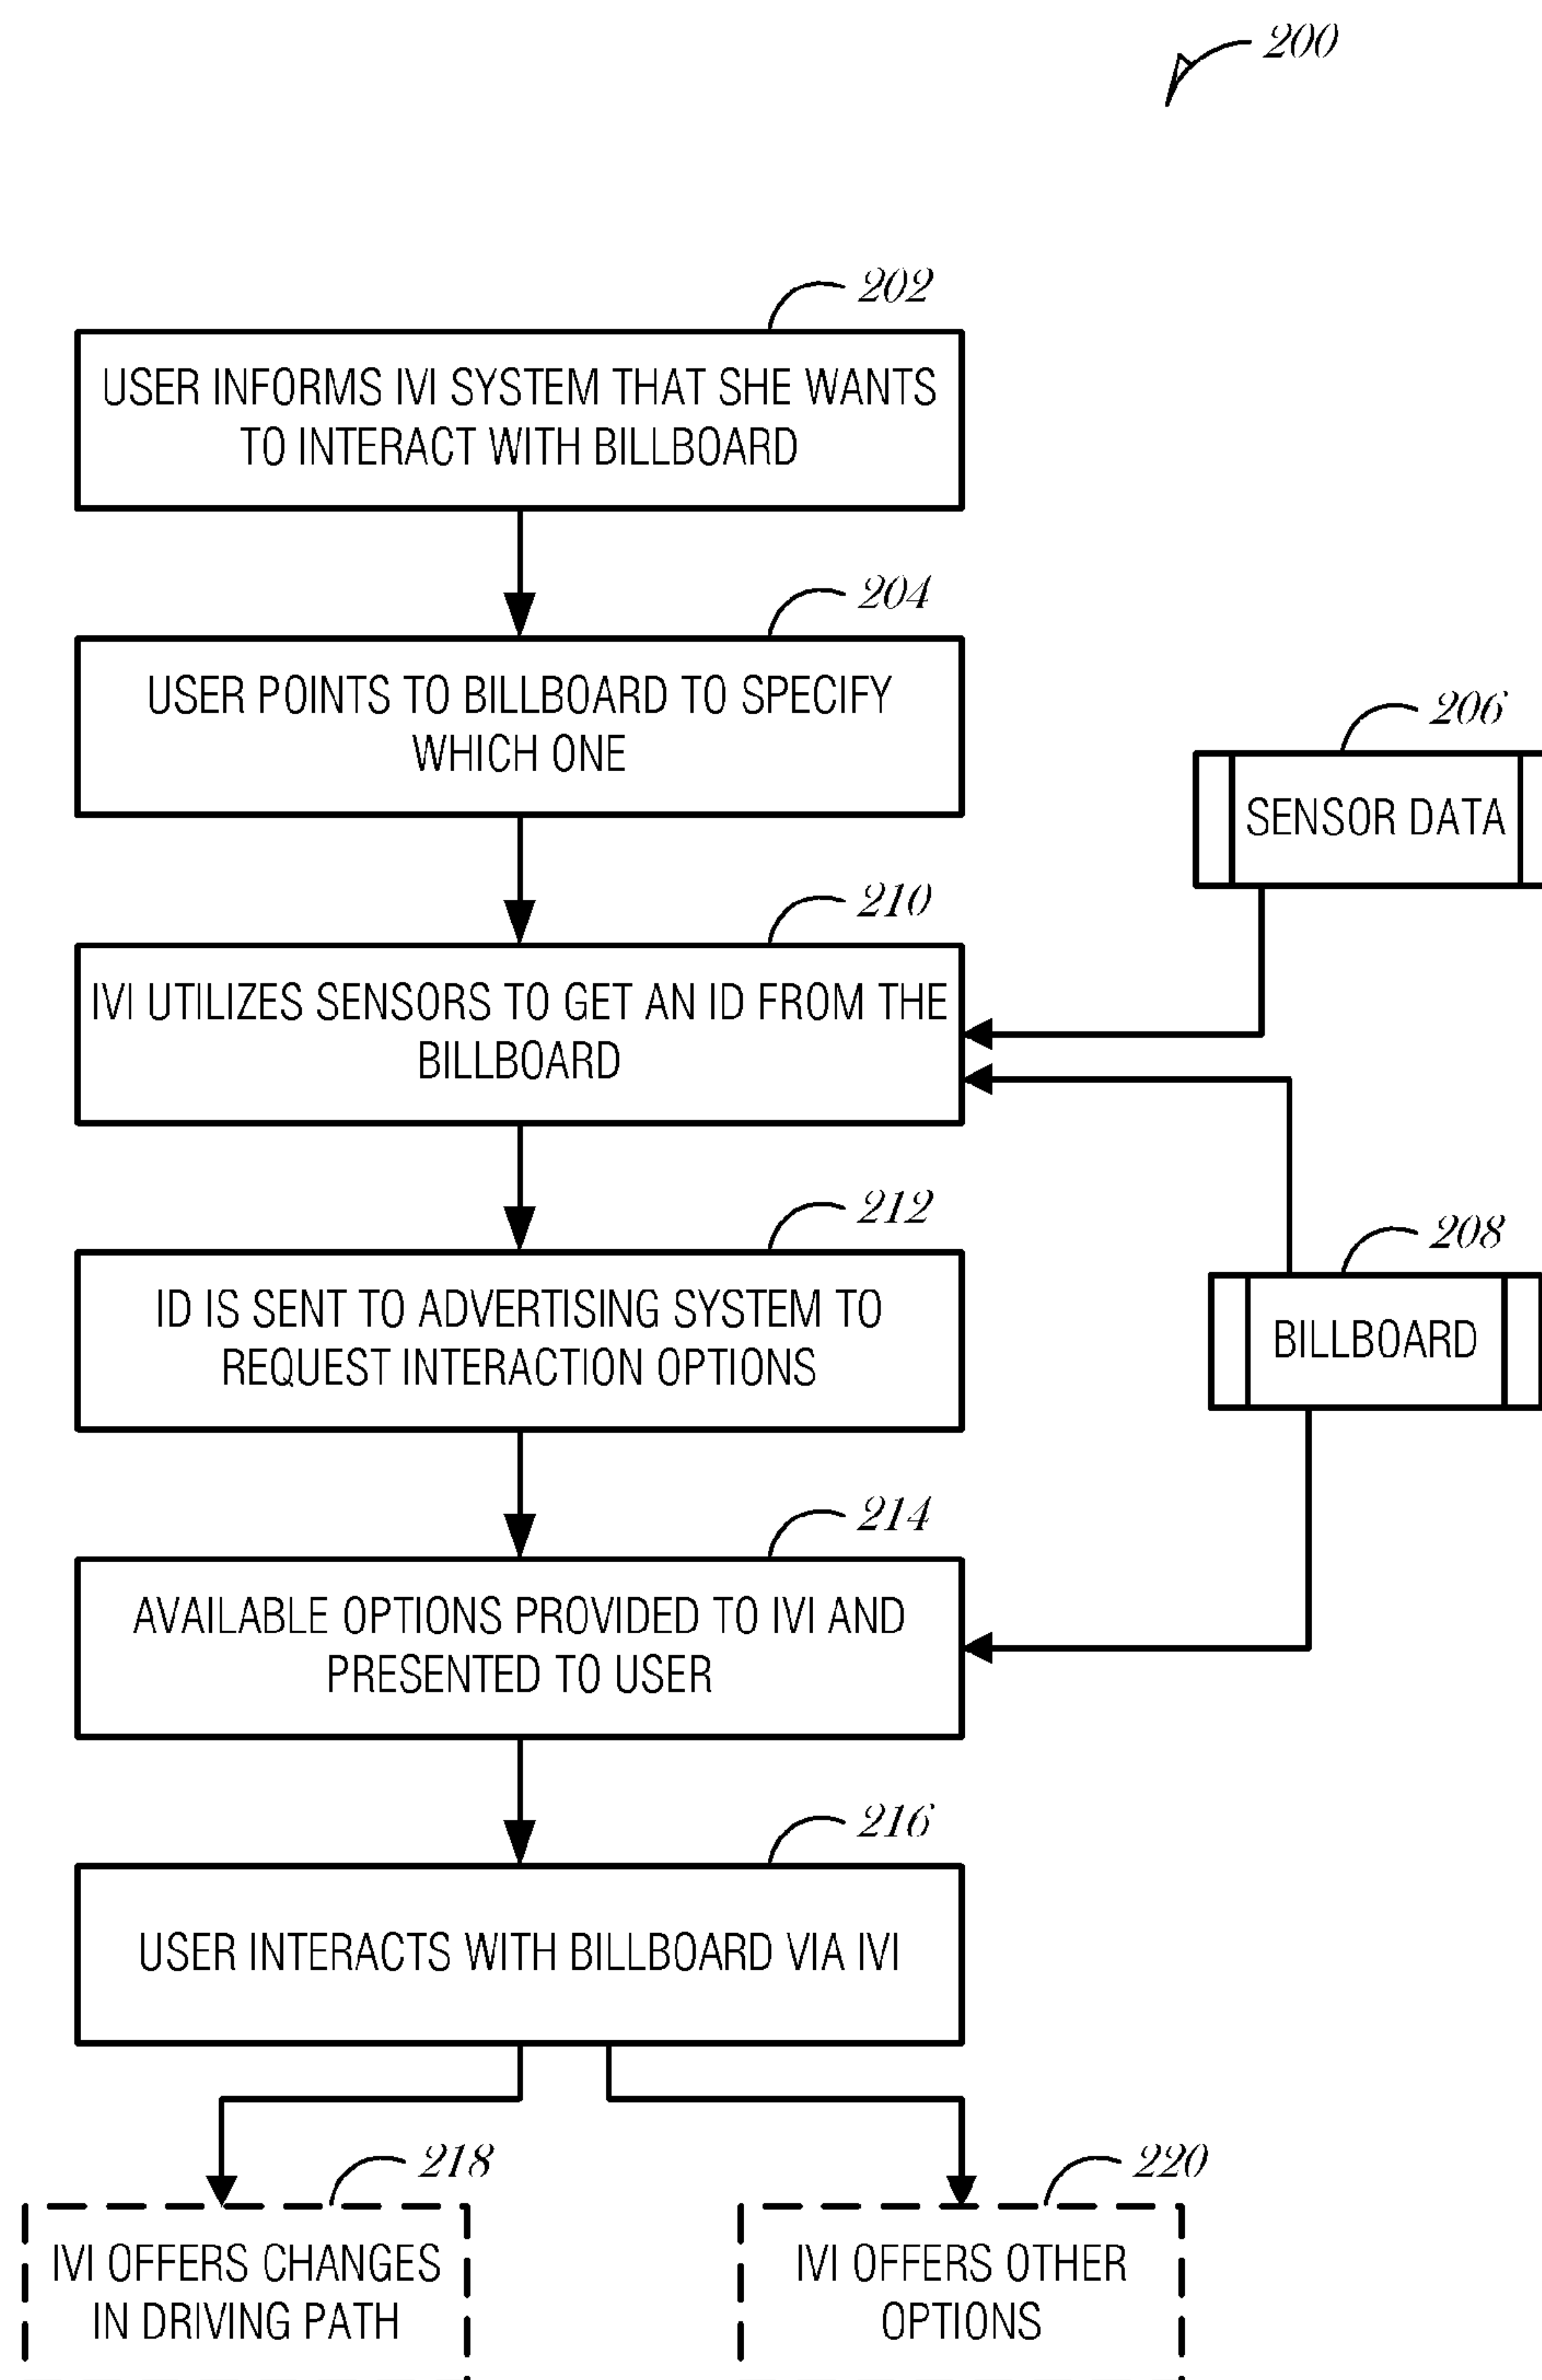 200
202
USER INFORMS IVI SYSTEM THAT SHE WANTS
TO INTERACT WITH BILLBOARD
204
USER POINTS TO BILLBOARD TO SPECIFY
WHICH ONE
206
SENSOR DATA
210
IVI UTILIZES SENSORS TO GET AN ID FROM THE
BILLBOARD
212
ID IS SENT TO ADVERTISING SYSTEM TO
REQUEST INTERACTION OPTIONS
208
BILLBOARD
214
AVAILABLE OPTIONS PROVIDED TO IVI AND
PRESENTED TO USER
216
USER INTERACTS WITH BILLBOARD VIA IVI
218
IVI OFFERS CHANGES
IN DRIVING PATH
220
IVI OFFERS OTHER
OPTIONS